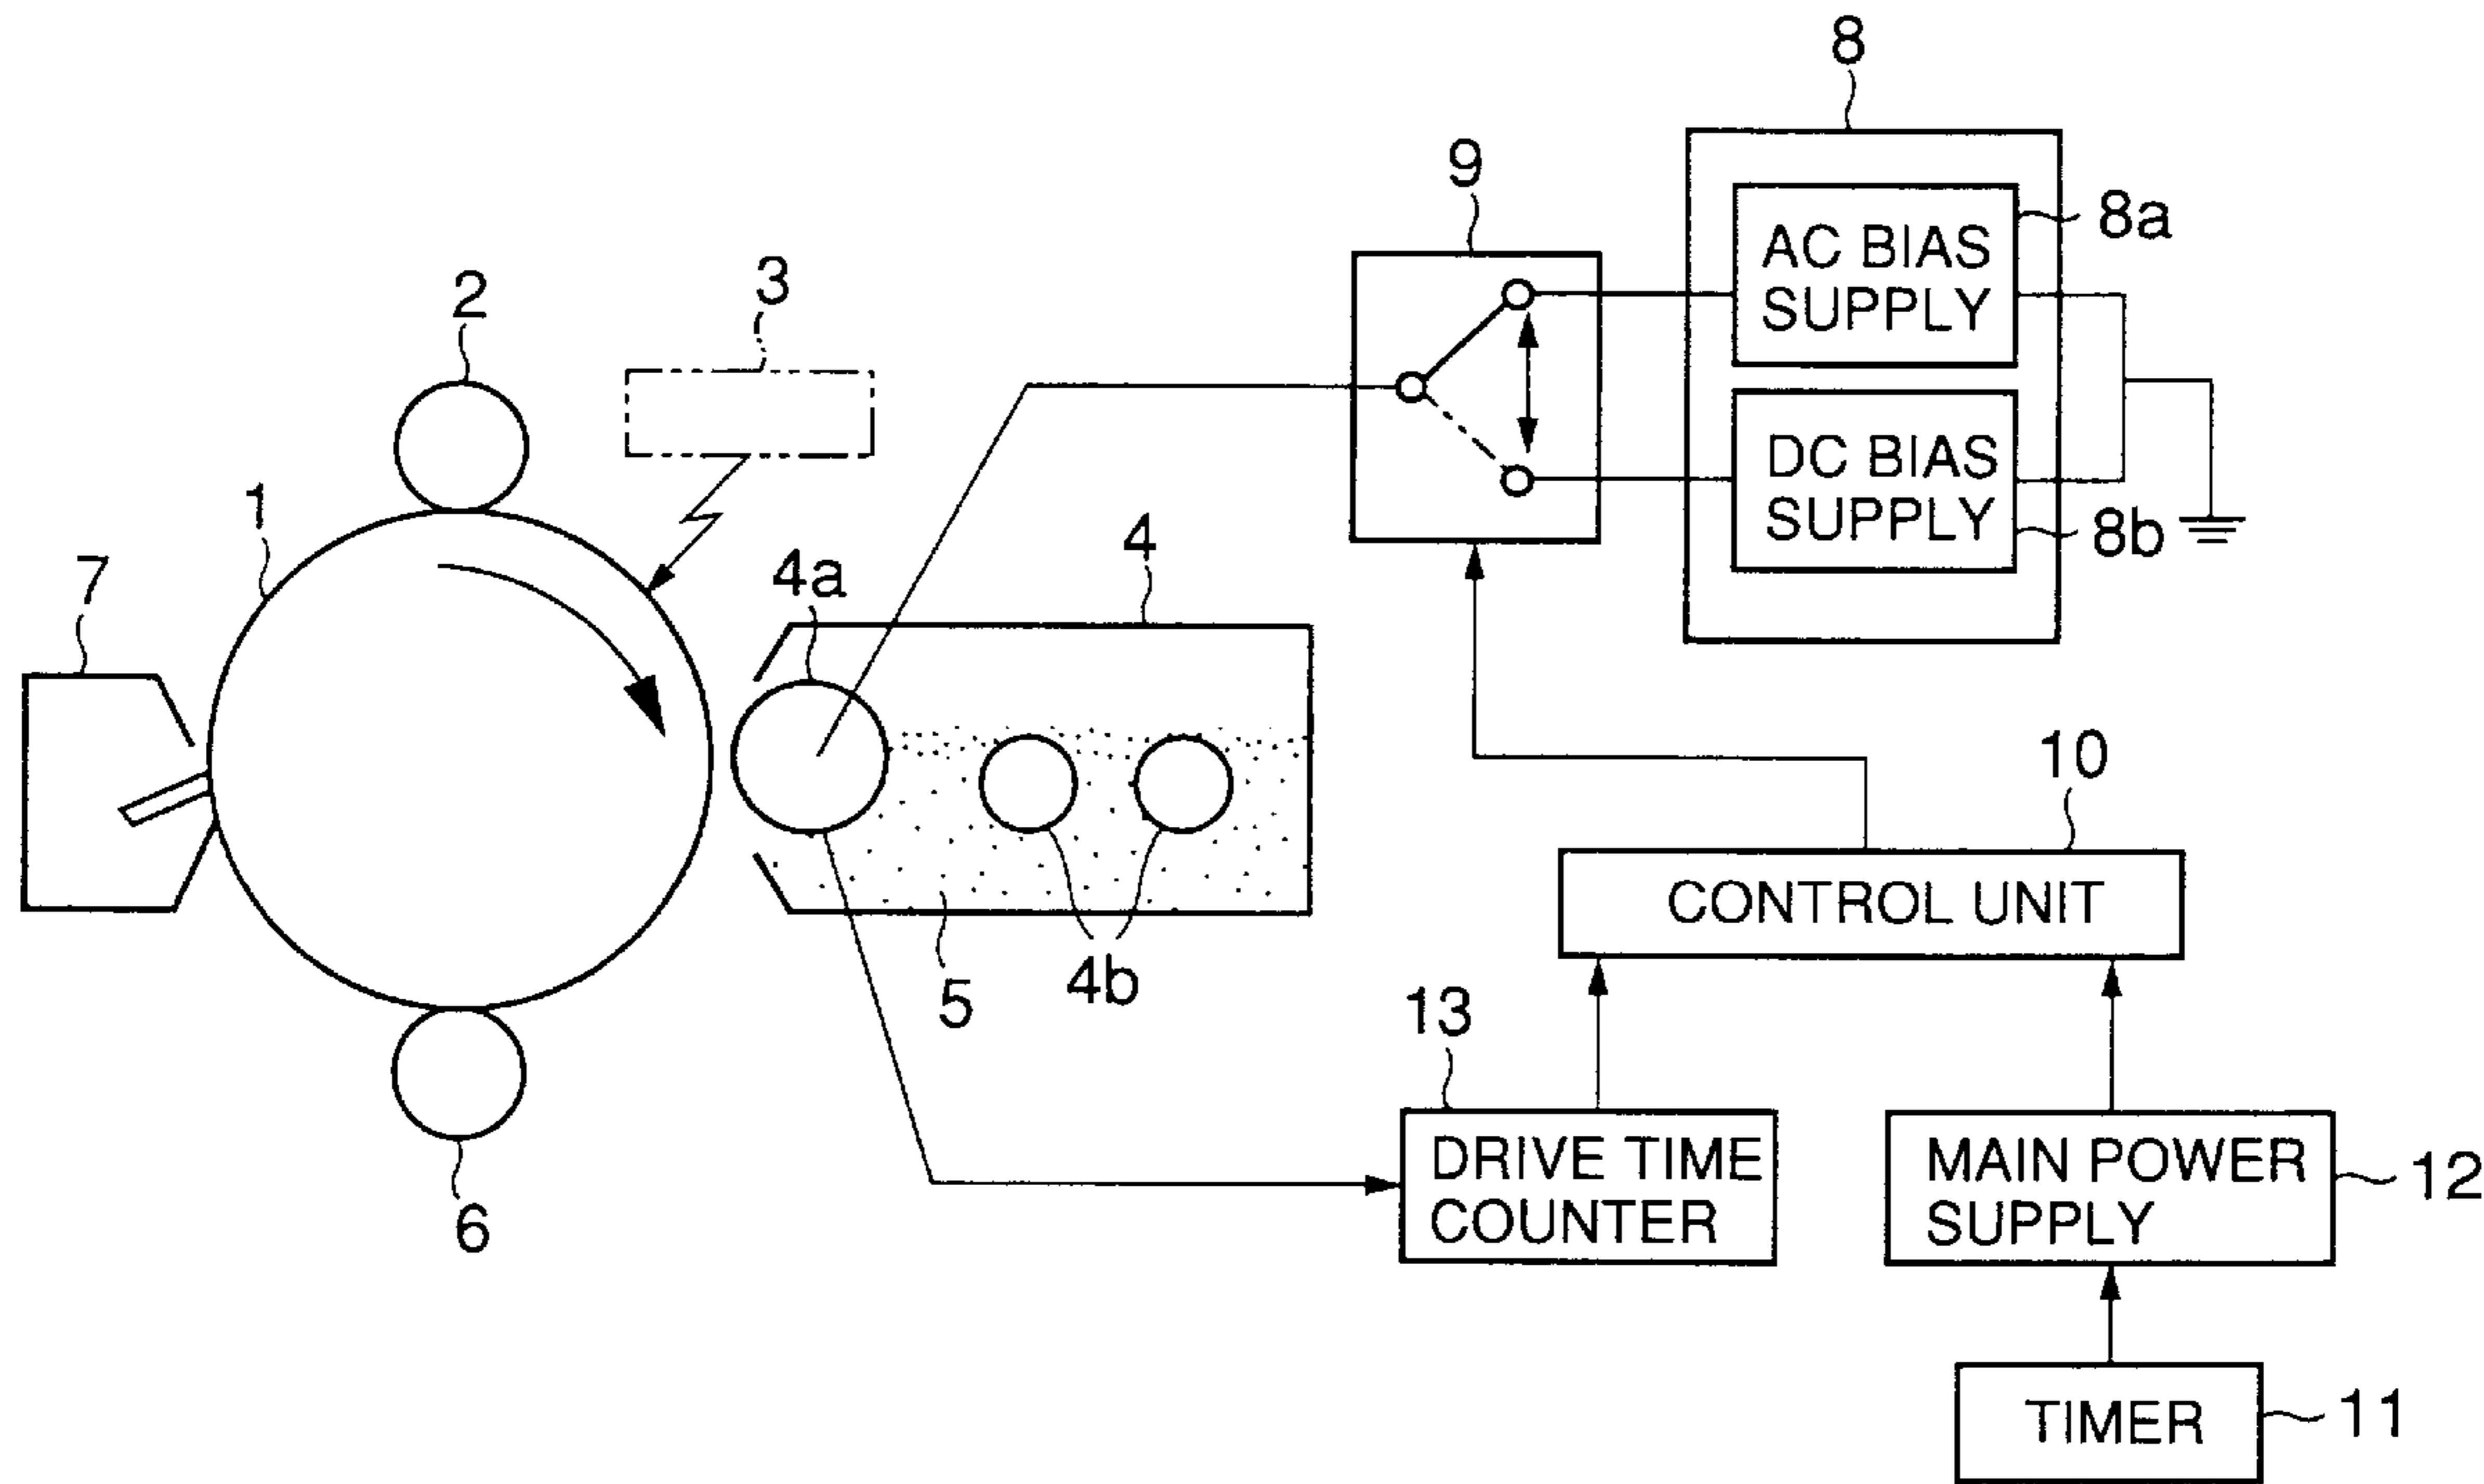 8
9
AC BIAS
SUPPLY
8a
2
3
DC BIAS
SUPPLY
8b
1
7
4a
4
10
CONTROL UNIT
5
4b
13
DRIVE TIME
COUNTER
MAIN POWER
SUPPLY
12
6
TIMER
11